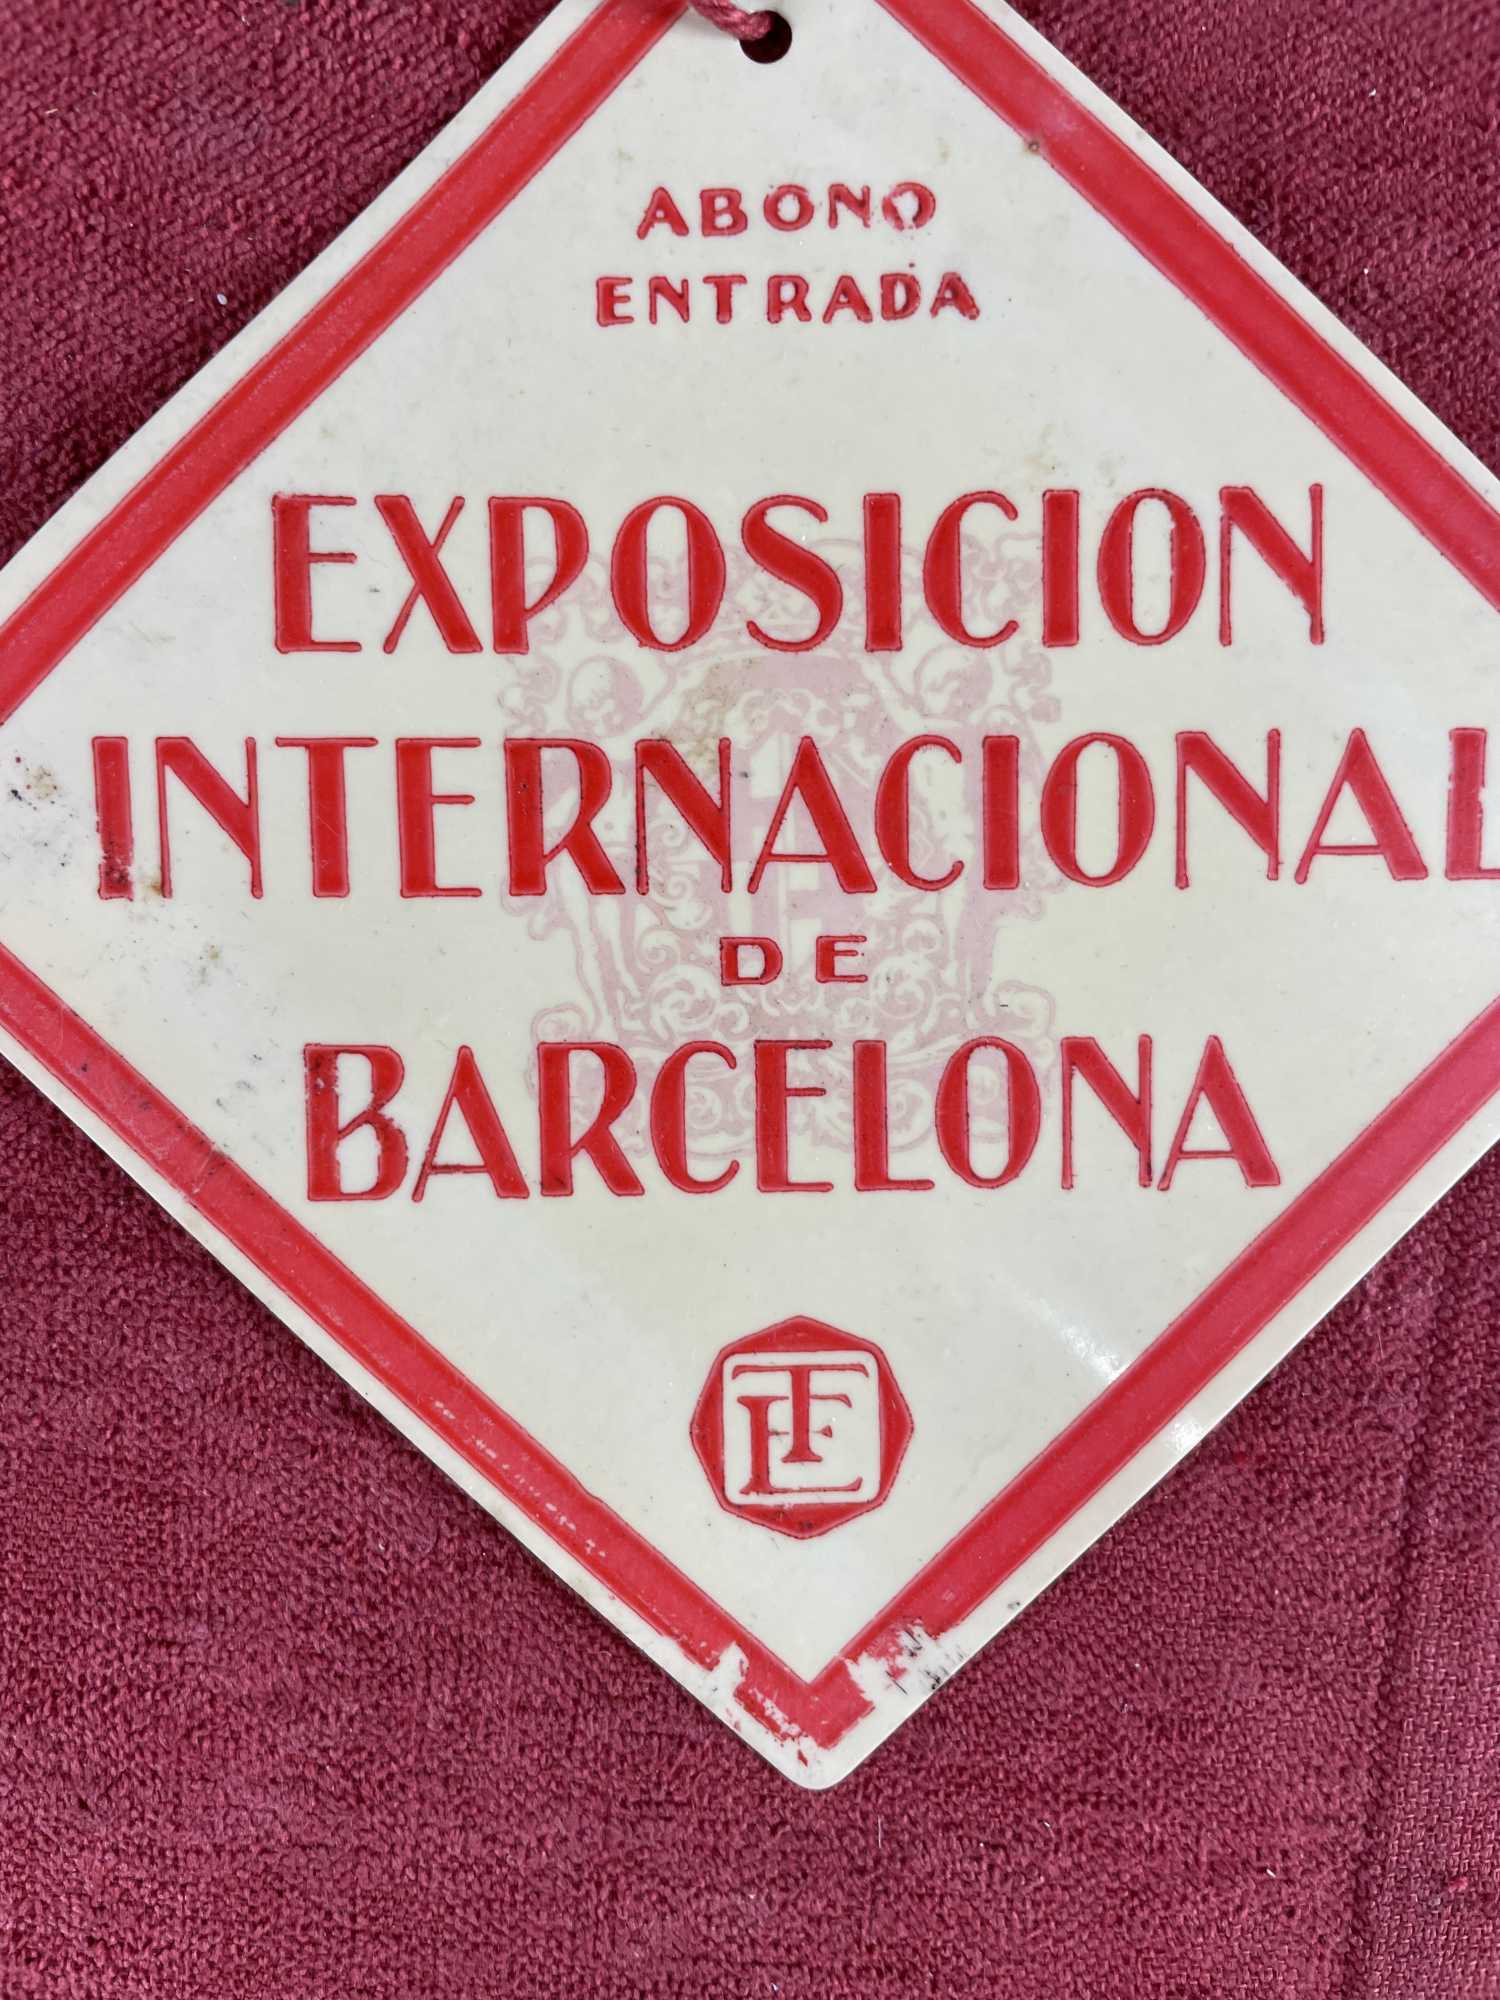 ABONO
ENTRADA
EXPOSICION
INTERNACIONAL
DE
BARCELONA